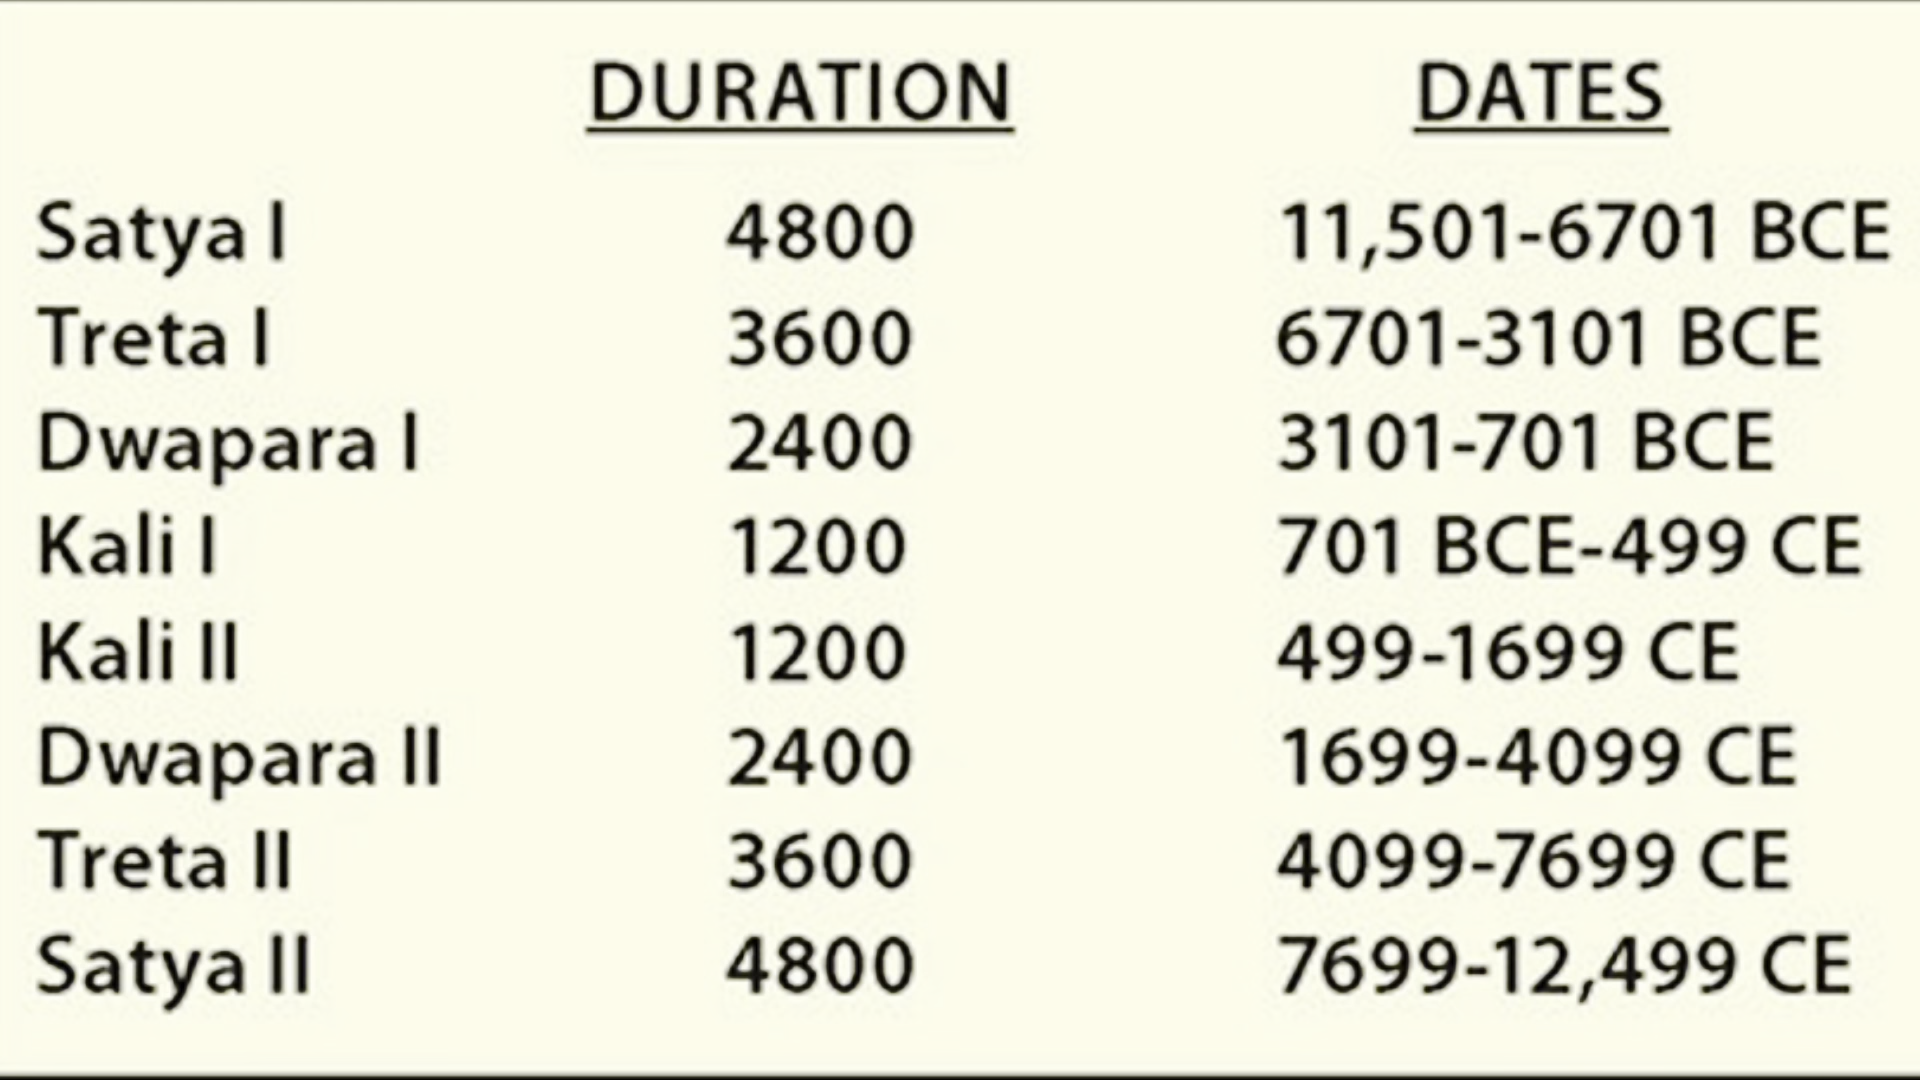 DURATION DATES
Satya I 4800 11,501-6701 BCE
Treta I 3600 6701-3101 BCE
Dwapara I 2400 3101-701 BCE
Kali I 1200 701 BCE-499 CE
Kali II 1200 499-1699 CE
Dwapara II 2400 1699-4099 CE
Treta II 3600 4099-7699 CE
Satya II 4800 7699-12,499 CE